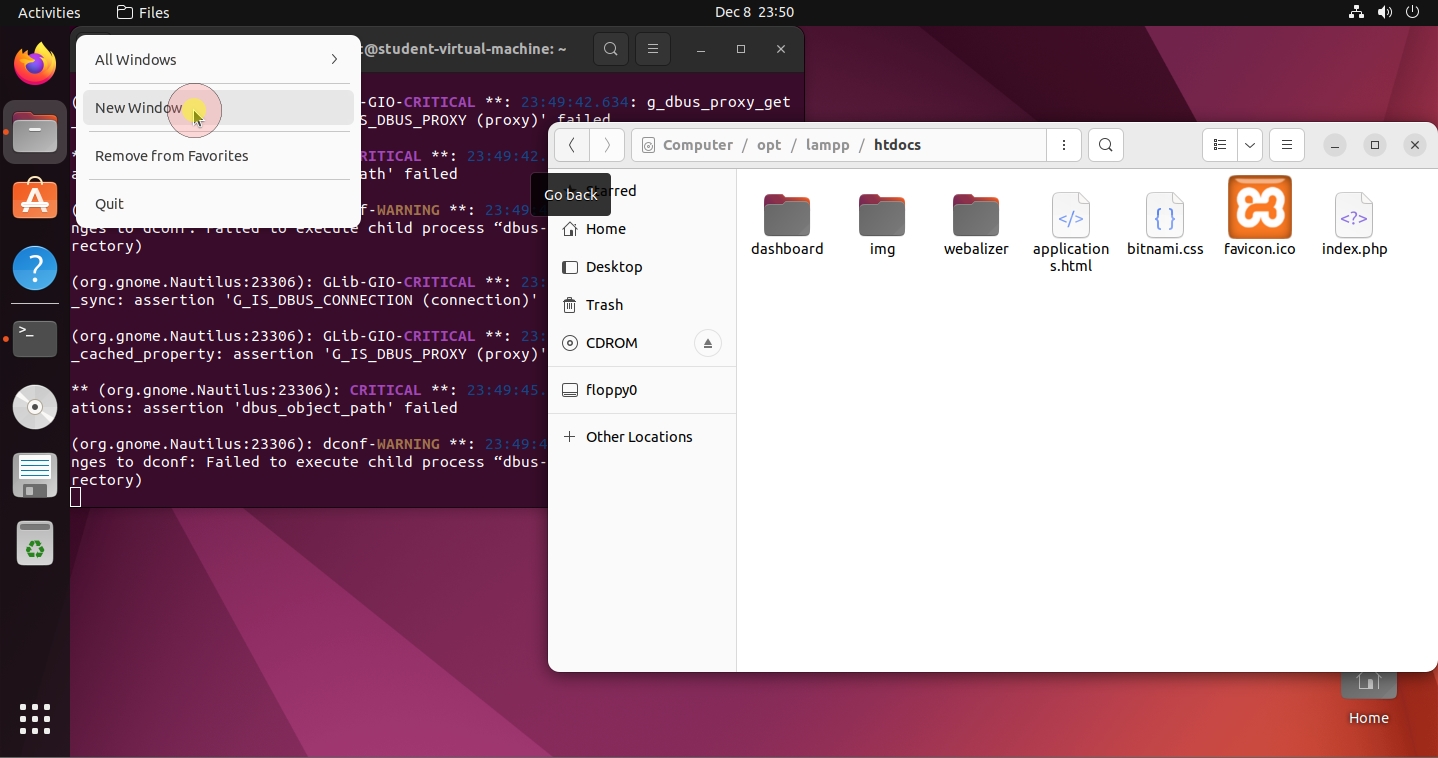 Activities
Files
Dec 8 23:50
t@student-virtual-machine: ~
All Windows
New Window
Remove from Favorites
Quit
-GIO-CRITICAL **: 23:49:42.634: g_dbus_proxy_get
S_DBUS_PROXY (proxy)' failed
RITICAL **: 23:49:42.
ath' failed
f-WARNING **: 23:49
nges to dconf: Failed to execute child process “dbus-
rectory)
(org.gnome.Nautilus:23306): GLib-GIO-CRITICAL **: 23:
_sync: assertion 'G_IS_DBUS_CONNECTION (connection)'
(org.gnome.Nautilus:23306): GLib-GIO-CRITICAL **: 23:
_cached_property: assertion 'G_IS_DBUS_PROXY (proxy)'
** (org.gnome.Nautilus:23306): CRITICAL **: 23:49:45.
ations: assertion 'dbus_object_path' failed
(org.gnome.Nautilus:23306): dconf-WARNING **: 23:49:4
nges to dconf: Failed to execute child process “dbus-
rectory)
Computer / opt / lampp / htdocs
Go back
Starred
Home
Desktop
Trash
CDROM
floppy0
Other Locations
dashboard
img
webalizer
application
s.html
bitnami.css
favicon.ico
index.php
Home